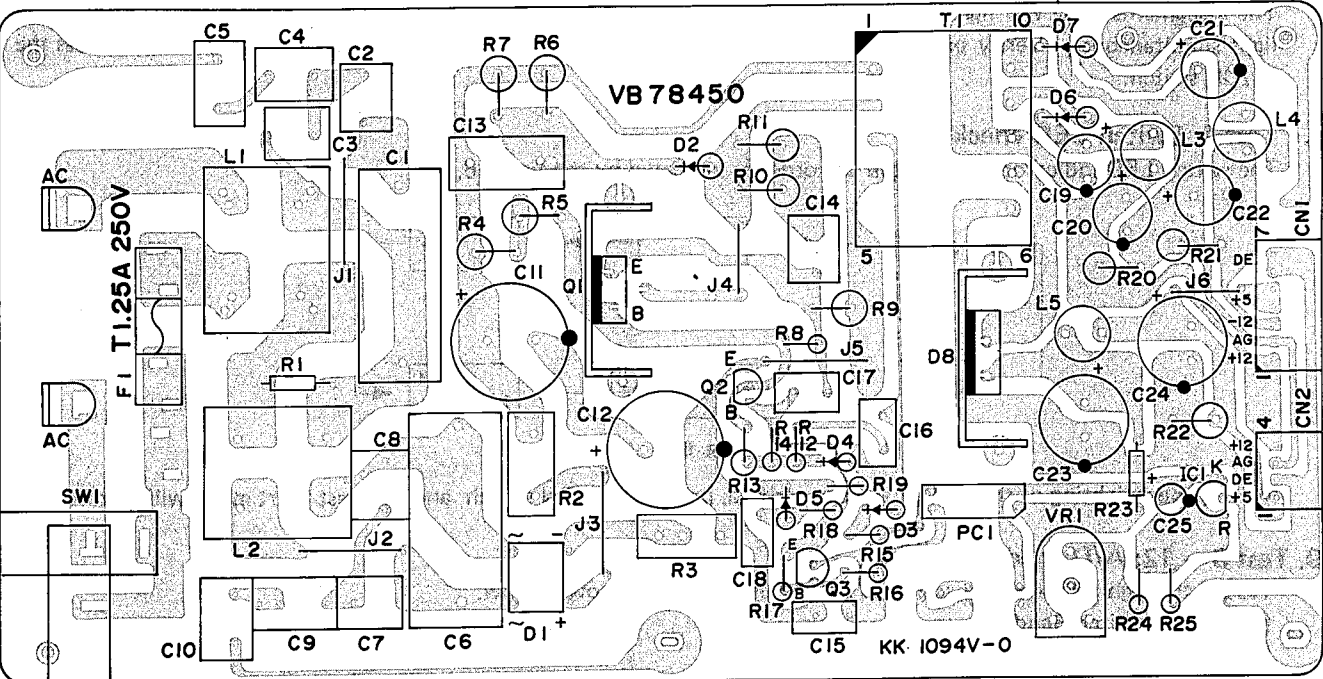 C5
C4
C2
R7
R6
VB 78450
1
T1
10
D7
+
C21
D6
+
L3
L4
C3
L1
C1
C13
D2
R11
R10
C19
+
+
C20
C22
CN1
7
AC
T1.25A 250V
F1
J1
R5
R4
C11
+
Q1
E
B
J4
C14
5
6
R20
R21
DE
+
J6
+5
-12
AG
+12
1
R9
L5
R8
J5
D8
+
C24
R1
E
Q2
B
C17
AC
C12
+
C8
R
14
R
12
+
D4
C16
R22
CN2
4
+12
AG
DE
+5
1
R13
C23
R23
+
IC1
K
C25
R
SW1
R2
R19
D5
R18
+
D3
PC1
VR1
L2
J2
J3
~
-
R3
C18
E
R15
B
Q3
R16
R17
C10
C9
C7
C6
~
D1
+
C15
KK 1094V-0
R24
R25